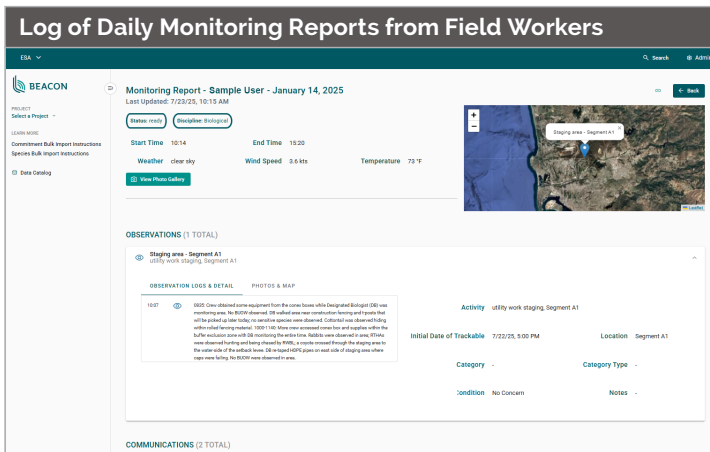 Log of Daily Monitoring Reports from Field Workers
ESA
Search
Admin
BEACON
PROJECT
Select a Project
LEARN MORE
Commitment Bulk Import Instructions
Species Bulk Import Instructions
Data Catalog
Monitoring Report - Sample User - January 14, 2025
Last Updated: 7/23/25, 10:15 AM
Back
Status: ready
Discipline: Biological
Start Time 10:14
End Time 15:20
Weather clear sky
Wind Speed 3.6 kts
Temperature 73 °F
View Photo Gallery
+
−
Staging area - Segment A1
Leaflet
OBSERVATIONS (1 TOTAL)
Staging area - Segment A1
utility work staging, Segment A1
OBSERVATION LOGS & DETAIL
PHOTOS & MAP
10:07
0835: Crew obtained some equipment from the conex boxes while Designated Biologist (DB) was
monitoring area. No BUOW observed. DB walked area near construction fencing and t-posts that
will be picked up later today; no sensitive species were observed. Cottontail was observed hiding
within rolled fencing material. 1000-1140: More crew accessed conex box and supplies within the
buffer exclusion zone with DB monitoring the entire time. Rabbits were observed in area; RTHAs
were observed hunting and being chased by RWBL; a coyote crossed through the staging area to
the water-side of the setback levee. DB re-taped HDPE pipes on east side of staging area where
caps were failing. No BUOW were observed in area.
Activity utility work staging, Segment A1
Initial Date of Trackable 7/22/25, 5:00 PM
Location Segment A1
Category -
Category Type -
Condition No Concern
Notes -
COMMUNICATIONS (2 TOTAL)